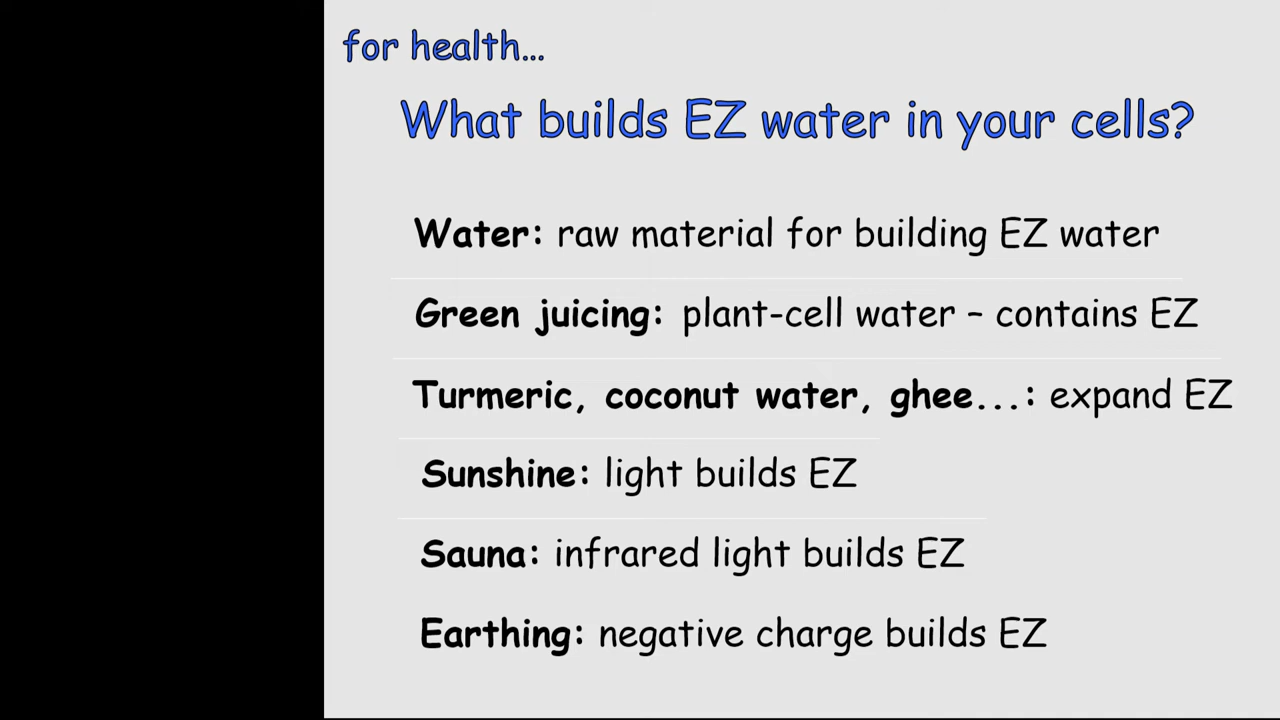 for health...
What builds EZ water in your cells?
Water: raw material for building EZ water
Green juicing: plant-cell water – contains EZ
Turmeric, coconut water, ghee...: expand EZ
Sunshine: light builds EZ
Sauna: infrared light builds EZ
Earthing: negative charge builds EZ